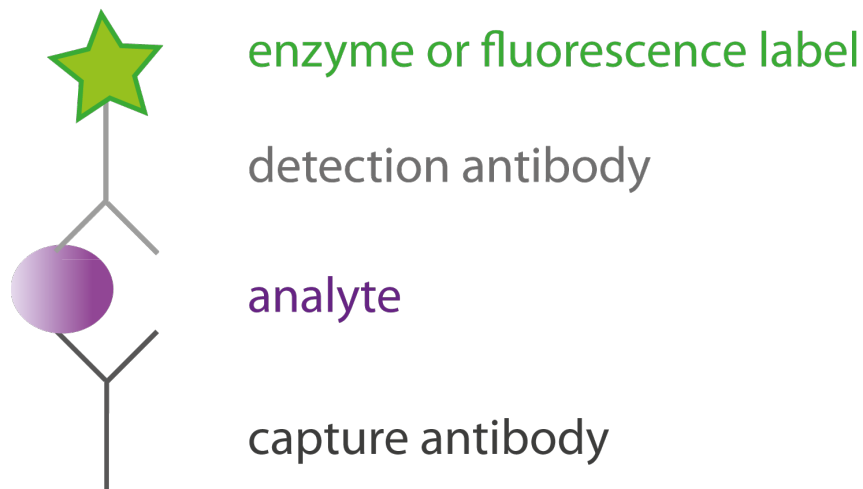 enzyme or fluorescence label
detection antibody
analyte
capture antibody